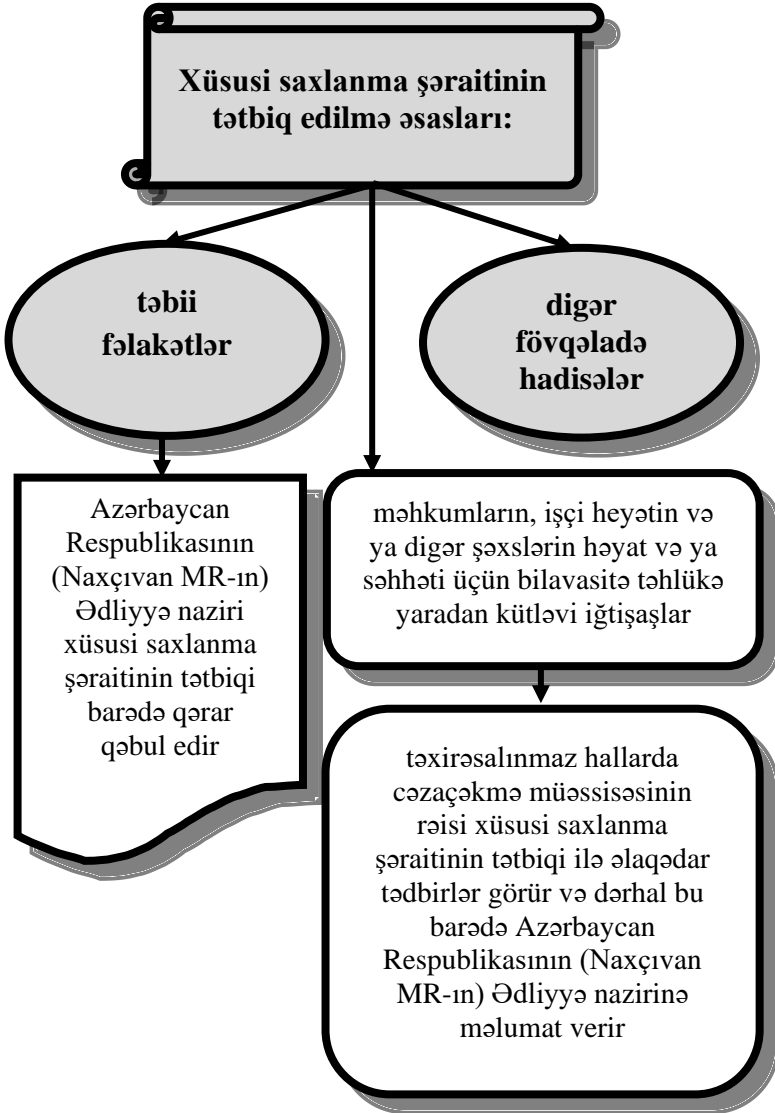 Xüsusi saxlanma şəraitinin
tətbiq edilmə əsasları:
təbii
fəlakətlər
digər
fövqəladə
hadisələr
Azərbaycan
Respublikasının
(Naxçıvan MR-ın)
Ədliyyə naziri
xüsusi saxlanma
şəraitinin tətbiqi
barədə qərar
qəbul edir
məhkumların, işçi heyətin və
ya digər şəxslərin həyat və ya
səhhəti üçün bilavasitə təhlükə
yaradan kütləvi iğtişaşlar
təxirəsalınmaz hallarda
cəzaçəkmə müəssisəsinin
rəisi xüsusi saxlanma
şəraitinin tətbiqi ilə əlaqədar
tədbirlər görür və dərhal bu
barədə Azərbaycan
Respublikasının (Naxçıvan
MR-ın) Ədliyyə nazirinə
məlumat verir